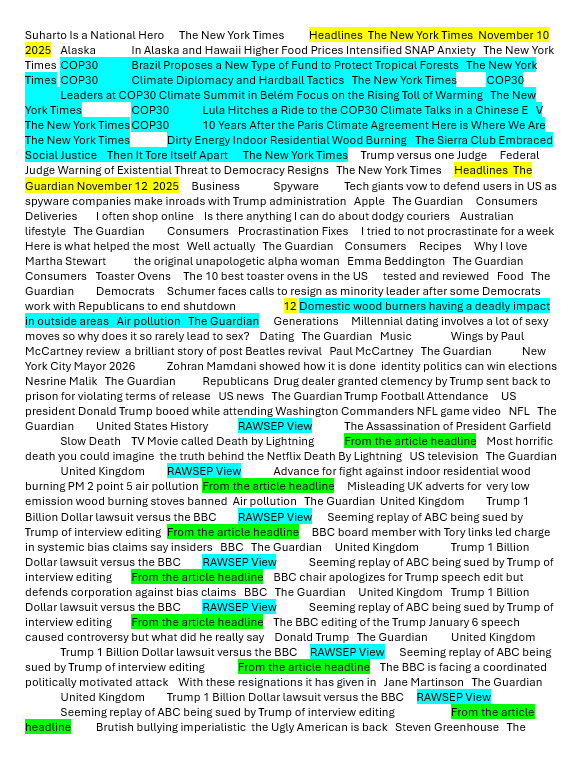 Suharto Is a National Hero The New York Times Headlines The New York Times November 10
2025 Alaska In Alaska and Hawaii Higher Food Prices Intensified SNAP Anxiety The New York
Times COP30 Brazil Proposes a New Type of Fund to Protect Tropical Forests The New York
Times COP30 Climate Diplomacy and Hardball Tactics The New York Times COP30
Leaders at COP30 Climate Summit in Belém Focus on the Rising Toll of Warming The New
York Times COP30 Lula Hitches a Ride to the COP30 Climate Talks in a Chinese E V
The New York Times COP30 10 Years After the Paris Climate Agreement Here is Where We Are
The New York Times Dirty Energy Indoor Residential Wood Burning The Sierra Club Embraced
Social Justice Then It Tore Itself Apart The New York Times Trump versus one Judge Federal
Judge Warning of Existential Threat to Democracy Resigns The New York Times Headlines The
Guardian November 12 2025 Business Spyware Tech giants vow to defend users in US as
spyware companies make inroads with Trump administration Apple The Guardian Consumers
Deliveries I often shop online Is there anything I can do about dodgy couriers Australian
lifestyle The Guardian Consumers Procrastination Fixes I tried to not procrastinate for a week
Here is what helped the most Well actually The Guardian Consumers Recipes Why I love
Martha Stewart the original unapologetic alpha woman Emma Beddington The Guardian
Consumers Toaster Ovens The 10 best toaster ovens in the US tested and reviewed Food The
Guardian Democrats Schumer faces calls to resign as minority leader after some Democrats
work with Republicans to end shutdown 12 Domestic wood burners having a deadly impact
in outside areas Air pollution The Guardian Generations Millennial dating involves a lot of sexy
moves so why does it so rarely lead to sex? Dating The Guardian Music Wings by Paul
McCartney review a brilliant story of post Beatles revival Paul McCartney The Guardian New
York City Mayor 2026 Zohran Mamdani showed how it is done identity politics can win elections
Nesrine Malik The Guardian Republicans Drug dealer granted clemency by Trump sent back to
prison for violating terms of release US news The Guardian Trump Football Attendance US
president Donald Trump booed while attending Washington Commanders NFL game video NFL The
Guardian United States History RAWSEP View The Assassination of President Garfield
Slow Death TV Movie called Death by Lightning From the article headline Most horrific
death you could imagine the truth behind the Netflix Death By Lightning US television The Guardian
United Kingdom RAWSEP View Advance for fight against indoor residential wood
burning PM 2 point 5 air pollution From the article headline Misleading UK adverts for very low
emission wood burning stoves banned Air pollution The Guardian United Kingdom Trump 1
Billion Dollar lawsuit versus the BBC RAWSEP View Seeming replay of ABC being sued by
Trump of interview editing From the article headline BBC board member with Tory links led charge
in systemic bias claims say insiders BBC The Guardian United Kingdom Trump 1 Billion
Dollar lawsuit versus the BBC RAWSEP View Seeming replay of ABC being sued by Trump of
interview editing From the article headline BBC chair apologizes for Trump speech edit but
defends corporation against bias claims BBC The Guardian United Kingdom Trump 1 Billion
Dollar lawsuit versus the BBC RAWSEP View Seeming replay of ABC being sued by Trump of
interview editing From the article headline The BBC editing of the Trump January 6 speech
caused controversy but what did he really say Donald Trump The Guardian United Kingdom
Trump 1 Billion Dollar lawsuit versus the BBC RAWSEP View Seeming replay of ABC being
sued by Trump of interview editing From the article headline The BBC is facing a coordinated
politically motivated attack With these resignations it has given in Jane Martinson The Guardian
United Kingdom Trump 1 Billion Dollar lawsuit versus the BBC RAWSEP View
Seeming replay of ABC being sued by Trump of interview editing From the article
headline Brutish bullying imperialistic the Ugly American is back Steven Greenhouse The